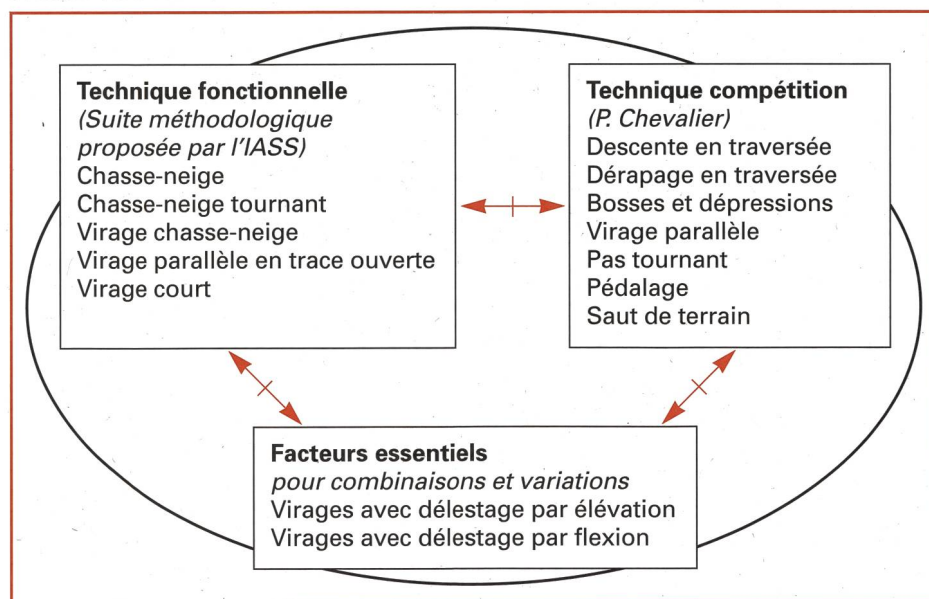 Technique fonctionnelle
(Suite méthodologique
proposée par l'IASS)
Chasse-neige
Chasse-neige tournant
Virage chasse-neige
Virage parallèle en trace ouverte
Virage court
Technique compétition
(P. Chevalier)
Descente en traversée
Dérapage en traversée
Bosses et dépressions
Virage parallèle
Pas tournant
Pédalage
Saut de terrain
Facteurs essentiels
pour combinaisons et variations
Virages avec délestage par élévation
Virages avec délestage par flexion